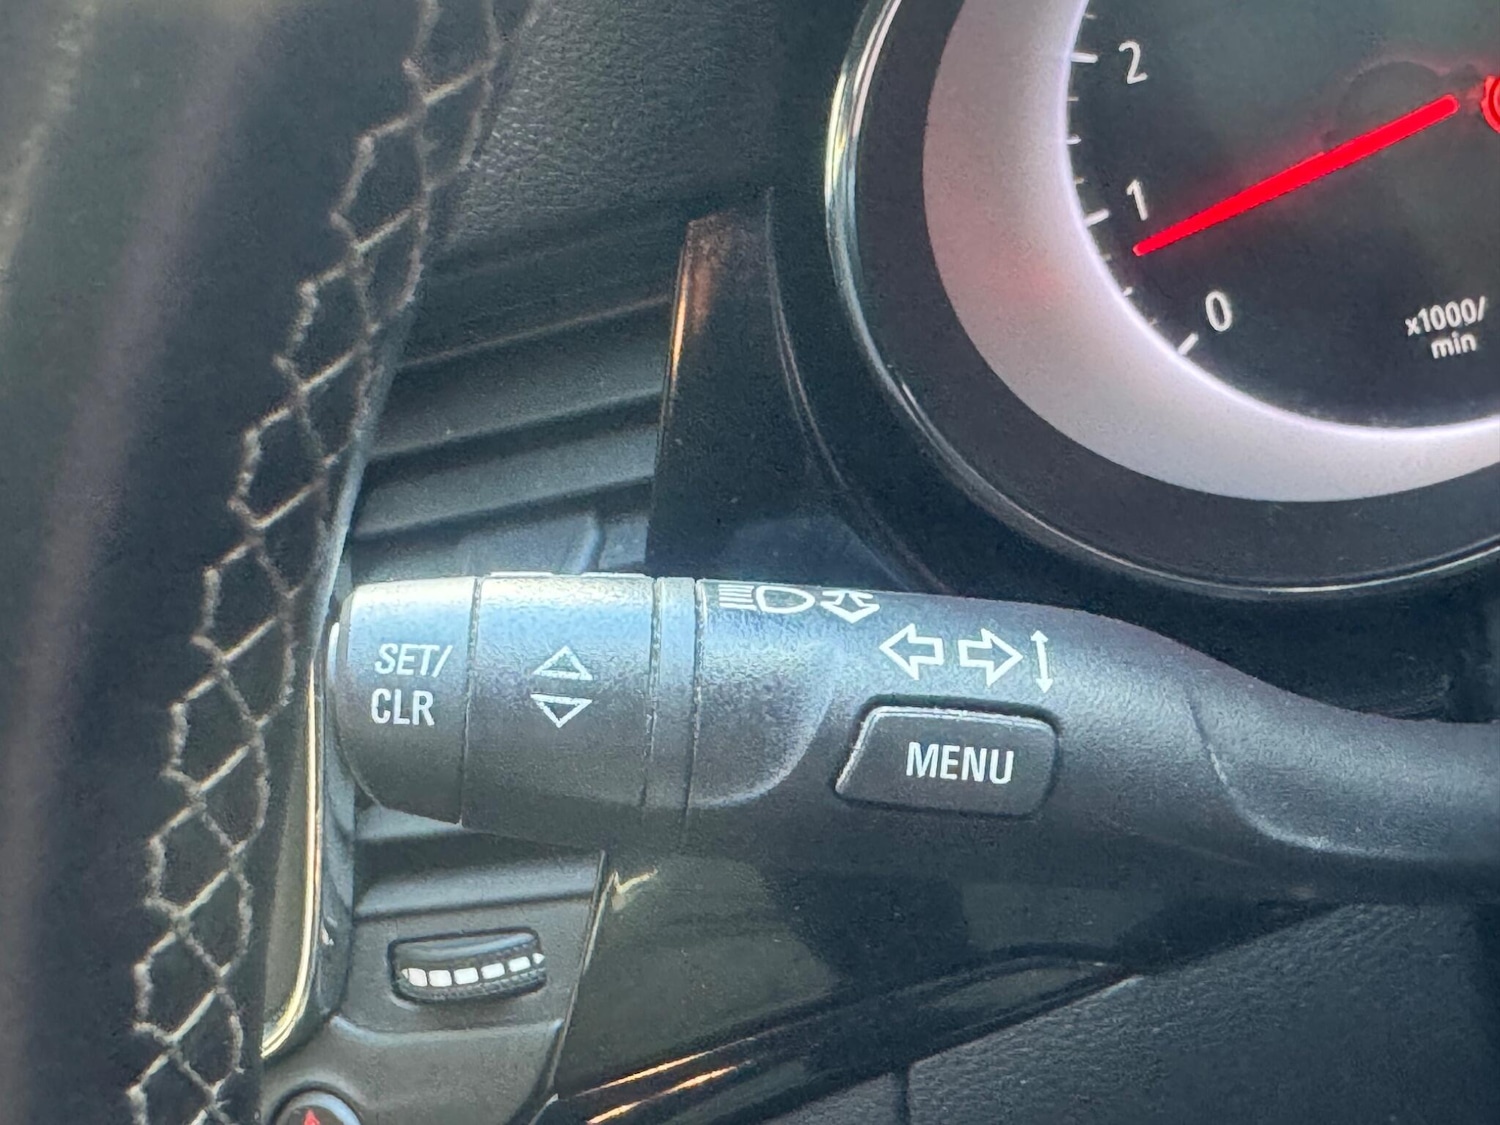 2
1
0
x1000/
min
SET/
CLR
MENU